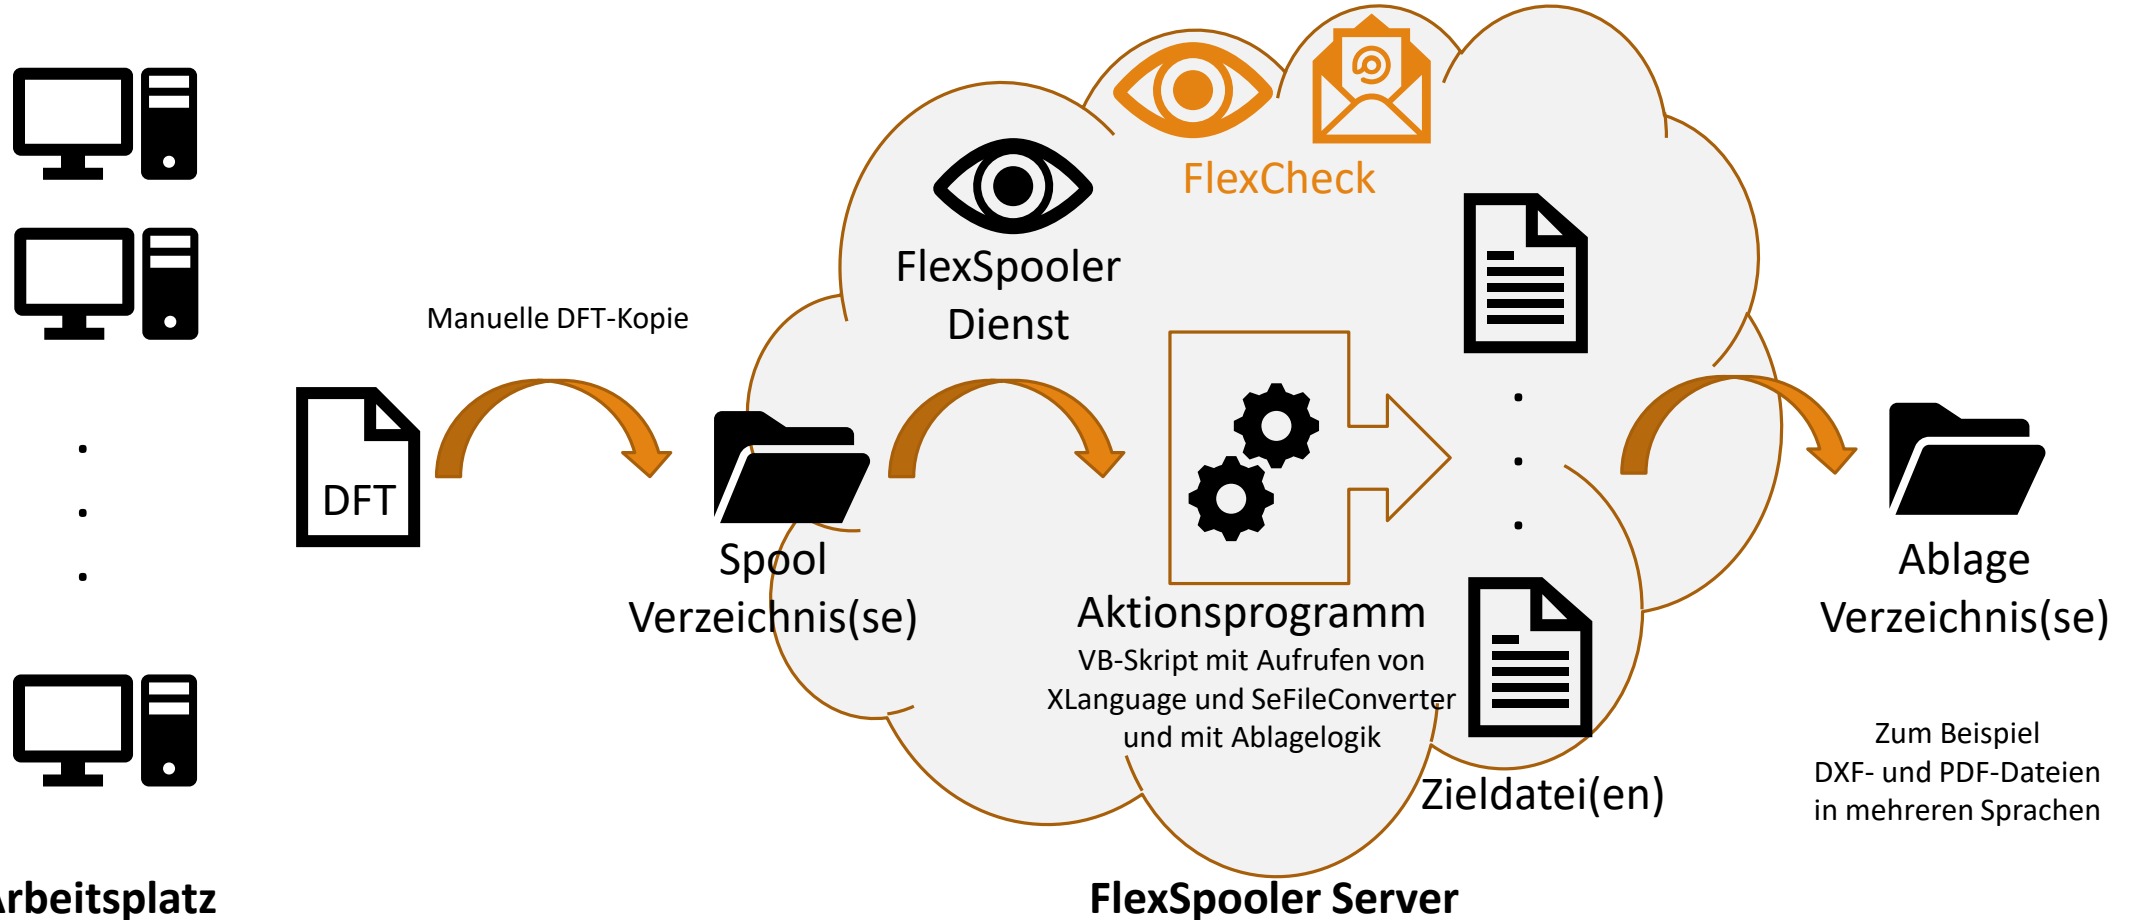 FlexCheck
FlexSpooler
Dienst
Manuelle DFT-Kopie
DFT
Spool
Verzeichnis(se)
Aktionsprogramm
VB-Skript mit Aufrufen von
XLanguage und SeFileConverter
und mit Ablagelogik
Zieldatei(en)
Ablage
Verzeichnis(se)
Zum Beispiel
DXF- und PDF-Dateien
in mehreren Sprachen
Arbeitsplatz
FlexSpooler Server